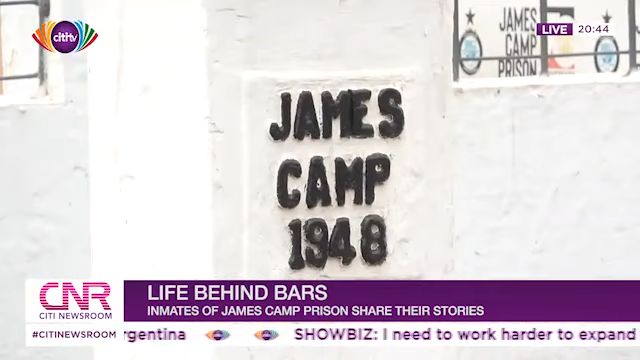 citi tv
LIVE 20:44
JAMES
CAMP
PRISON
JAMES
CAMP
1948
CNR
CITI NEWSROOM
LIFE BEHIND BARS
INMATES OF JAMES CAMP PRISON SHARE THEIR STORIES
#CITINEWSROOM
rgentina
SHOWBIZ: I need to work harder to expand